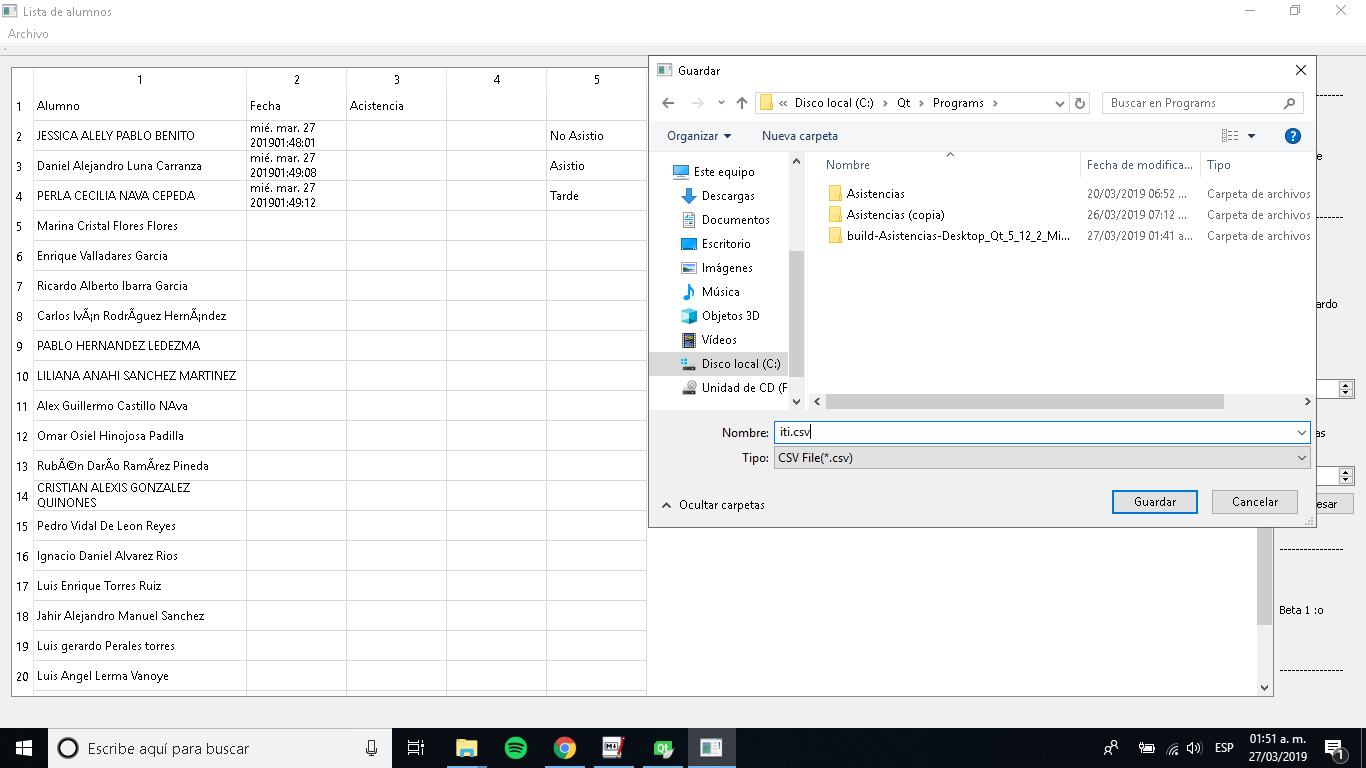 Lista de alumnos
Archivo
1 2 3 4 5
1 Alumno Fecha Acistencia
2 JESSICA ALELY PABLO BENITO mié. mar. 27 201901:48:01 No Asistio
3 Daniel Alejandro Luna Carranza mié. mar. 27 201901:49:08 Asistio
4 PERLA CECILIA NAVA CEPEDA mié. mar. 27 201901:49:12 Tarde
5 Marina Cristal Flores Flores
6 Enrique Valladares Garcia
7 Ricardo Alberto Ibarra Garcia
8 Carlos IvÃ¡n RodrÃguez HernÃ¡ndez
9 PABLO HERNANDEZ LEDEZMA
10 LILIANA ANAHI SANCHEZ MARTINEZ
11 Alex Guillermo Castillo NAva
12 Omar Osiel Hinojosa Padilla
13 RubÃ©n DarÃo RamÃrez Pineda
14 CRISTIAN ALEXIS GONZALEZ QUINONES
15 Pedro Vidal De Leon Reyes
16 Ignacio Daniel Alvarez Rios
17 Luis Enrique Torres Ruiz
18 Jahir Alejandro Manuel Sanchez
19 Luis gerardo Perales torres
20 Luis Angel Lerma Vanoye
Guardar
« Disco local (C:) › Qt › Programs ›
Buscar en Programs
Organizar
Nueva carpeta
Este equipo
Descargas
Documentos
Escritorio
Imágenes
Música
Objetos 3D
Vídeos
Disco local (C:)
Unidad de CD (F
Nombre Fecha de modifica... Tipo
Asistencias 20/03/2019 06:52 ... Carpeta de archivos
Asistencias (copia) 26/03/2019 07:12 ... Carpeta de archivos
build-Asistencias-Desktop_Qt_5_12_2_Mi... 27/03/2019 01:41 a... Carpeta de archivos
Nombre: iti.csv
Tipo: CSV File(*.csv)
Ocultar carpetas
Guardar
Cancelar
----------------
Beta 1 :o
----------------
Escribe aquí para buscar
ESP
01:51 a. m.
27/03/2019
1